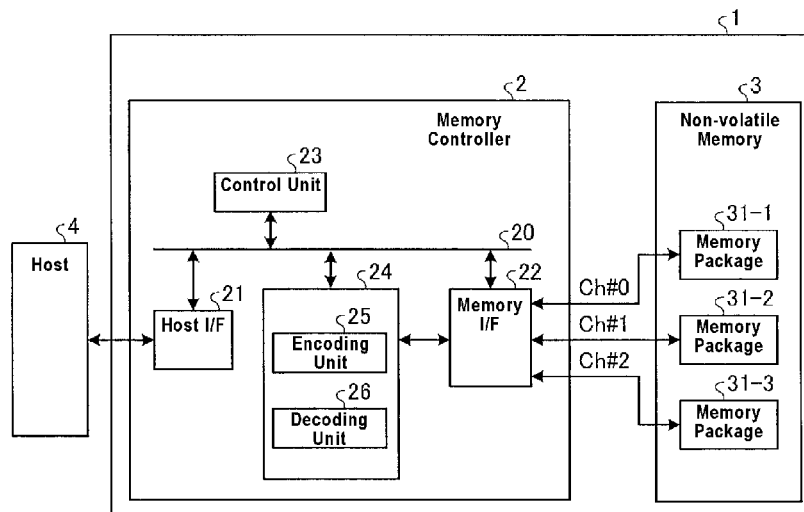 1
2
Memory
Controller
3
Non-volatile
Memory
23
Control Unit
4
Host
20
21
Host I/F
24
25
Encoding
Unit
26
Decoding
Unit
22
Memory
I/F
Ch#0
Ch#1
Ch#2
31-1
Memory
Package
31-2
Memory
Package
31-3
Memory
Package